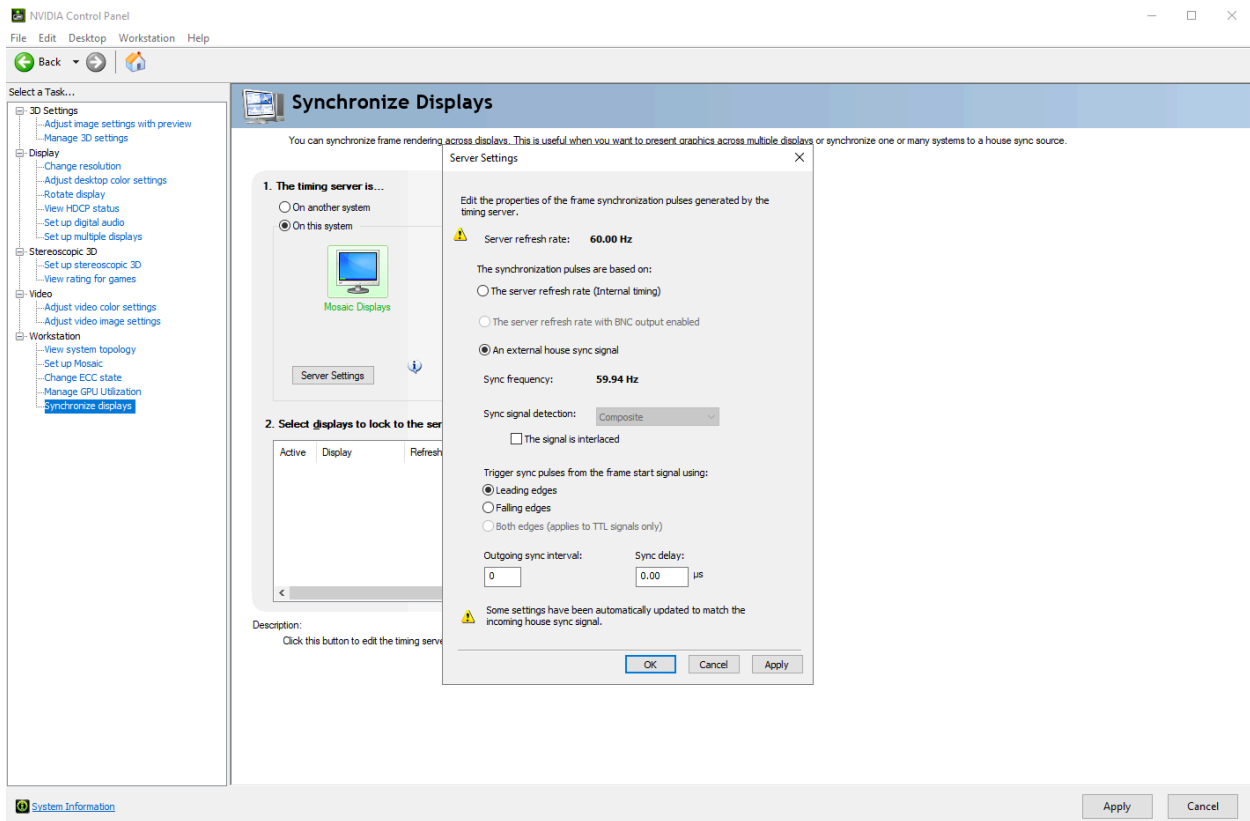 NVIDIA Control Panel
File Edit Desktop Workstation Help
Back
Select a Task...
3D Settings
Adjust image settings with preview
Manage 3D settings
Display
Change resolution
Adjust desktop color settings
Rotate display
View HDCP status
Set up digital audio
Set up multiple displays
Stereoscopic 3D
Set up stereoscopic 3D
View rating for games
Video
Adjust video color settings
Adjust video image settings
Workstation
View system topology
Set up Mosaic
Change ECC state
Manage GPU Utilization
Synchronize displays
System Information
Synchronize Displays
You can synchronize frame rendering across displays. This is useful when you want to present graphics across multiple displays or synchronize one or many systems to a house sync source.
1. The timing server is...
On another system
On this system
Mosaic Displays
Server Settings
2. Select displays to lock to the ser
Active Display Refresh
Description:
Click this button to edit the timing serve
Server Settings
Edit the properties of the frame synchronization pulses generated by the
timing server.
Server refresh rate: 60.00 Hz
The synchronization pulses are based on:
The server refresh rate (Internal timing)
The server refresh rate with BNC output enabled
An external house sync signal
Sync frequency: 59.94 Hz
Sync signal detection: Composite
The signal is interlaced
Trigger sync pulses from the frame start signal using:
Leading edges
Falling edges
Both edges (applies to TTL signals only)
Outgoing sync interval: Sync delay:
0 0.00 µs
Some settings have been automatically updated to match the
incoming house sync signal.
OK Cancel Apply
Apply Cancel